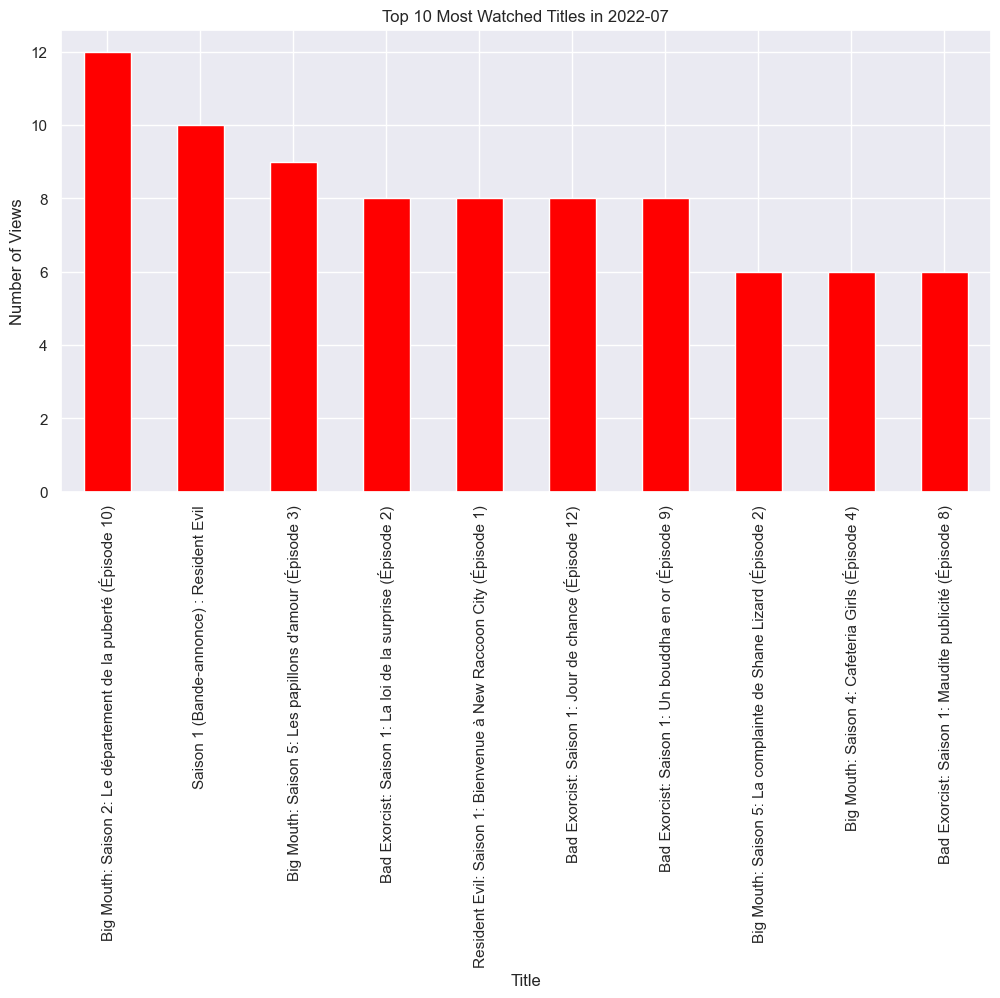 Top 10 Most Watched Titles in 2022-07
Number of Views
12
10
8
6
4
2
0
Big Mouth: Saison 2: Le département de la puberté (Épisode 10)
Saison 1 (Bande-annonce) : Resident Evil
Big Mouth: Saison 5: Les papillons d'amour (Épisode 3)
Bad Exorcist: Saison 1: La loi de la surprise (Épisode 2)
Resident Evil: Saison 1: Bienvenue à New Raccoon City (Épisode 1)
Bad Exorcist: Saison 1: Jour de chance (Épisode 12)
Bad Exorcist: Saison 1: Un bouddha en or (Épisode 9)
Big Mouth: Saison 5: La complainte de Shane Lizard (Épisode 2)
Big Mouth: Saison 4: Cafeteria Girls (Épisode 4)
Bad Exorcist: Saison 1: Maudite publicité (Épisode 8)
Title